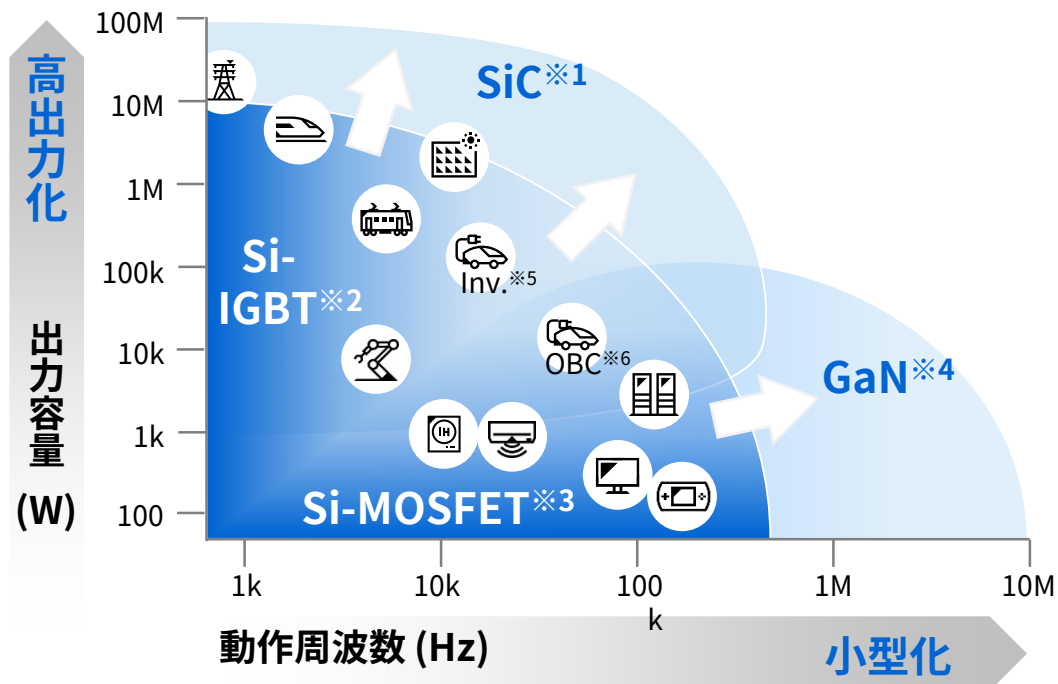 高出力化
出力容量
(W)
100M
10M
1M
100k
10k
1k
100
SiC※1
Si-
IGBT※2
Inv.※5
OBC※6
GaN※4
IH
Si-MOSFET※3
1k
10k
100
k
1M
10M
動作周波数 (Hz)
小型化